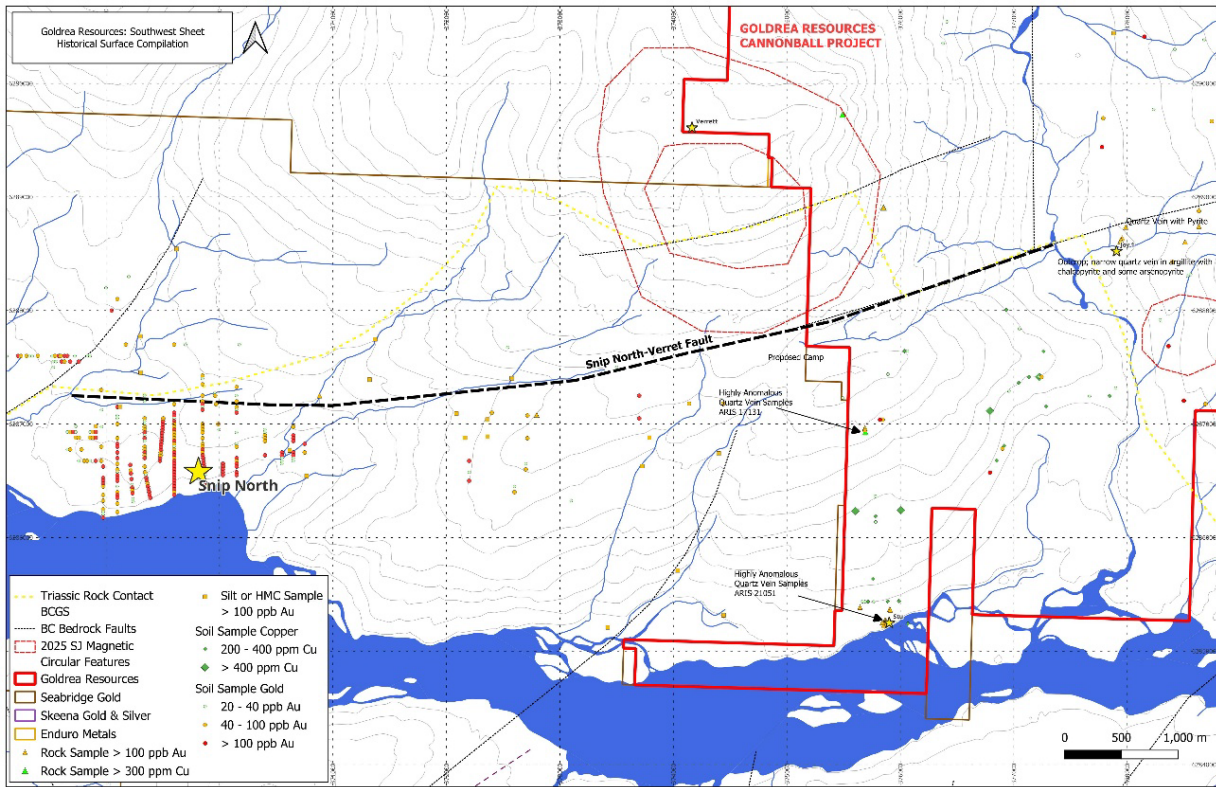 Goldrea Resources: Southwest Sheet
Historical Surface Compilation
GOLDREA RESOURCES
CANNONBALL PROJECT
Verrett
Quartz Vein with Pyrite
Outcrop; narrow quartz vein in argillite with
chalcopyrite and some arsenopyrite
Snip North-Verret Fault
Proposed Camp
Highly Anomalous
Quartz Vein Samples
ARIS 17131
Snip North
Highly Anomalous
Quartz Vein Samples
ARIS 21051
Triassic Rock Contact
BCGS
BC Bedrock Faults
2025 SJ Magnetic
Circular Features
Goldrea Resources
Seabridge Gold
Skeena Gold & Silver
Enduro Metals
Rock Sample > 100 ppb Au
Rock Sample > 300 ppm Cu
Silt or HMC Sample
> 100 ppb Au
Soil Sample Copper
200 - 400 ppm Cu
> 400 ppm Cu
Soil Sample Gold
20 - 40 ppb Au
40 - 100 ppb Au
> 100 ppb Au
0 500 1,000 m